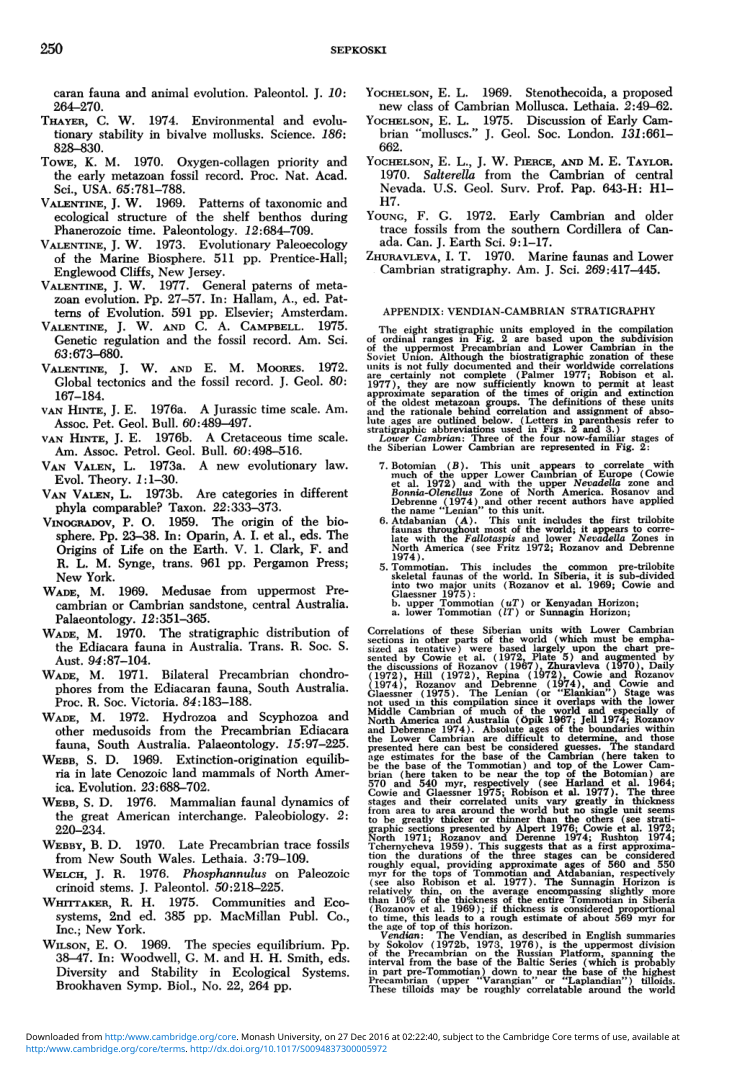 250
SEPKOSKI
caran fauna and animal evolution. Paleontol. J. 10:
264–270.
THAYER, C. W. 1974. Environmental and evolu-
tionary stability in bivalve mollusks. Science. 186:
828–830.
TOWE, K. M. 1970. Oxygen-collagen priority and
the early metazoan fossil record. Proc. Nat. Acad.
Sci., USA. 65:781–788.
VALENTINE, J. W. 1969. Patterns of taxonomic and
ecological structure of the shelf benthos during
Phanerozoic time. Paleontology. 12:684–709.
VALENTINE, J. W. 1973. Evolutionary Paleoecology
of the Marine Biosphere. 511 pp. Prentice-Hall;
Englewood Cliffs, New Jersey.
VALENTINE, J. W. 1977. General paterns of meta-
zoan evolution. Pp. 27–57. In: Hallam, A., ed. Pat-
terns of Evolution. 591 pp. Elsevier; Amsterdam.
VALENTINE, J. W. AND C. A. CAMPBELL. 1975.
Genetic regulation and the fossil record. Am. Sci.
63:673–680.
VALENTINE, J. W. AND E. M. MOORES. 1972.
Global tectonics and the fossil record. J. Geol. 80:
167–184.
VAN HINTE, J. E. 1976a. A Jurassic time scale. Am.
Assoc. Pet. Geol. Bull. 60:489–497.
VAN HINTE, J. E. 1976b. A Cretaceous time scale.
Am. Assoc. Petrol. Geol. Bull. 60:498–516.
VAN VALEN, L. 1973a. A new evolutionary law.
Evol. Theory. 1:1–30.
VAN VALEN, L. 1973b. Are categories in different
phyla comparable? Taxon. 22:333–373.
VINOGRADOV, P. O. 1959. The origin of the bio-
sphere. Pp. 23–38. In: Oparin, A. I. et al., eds. The
Origins of Life on the Earth. V. 1. Clark, F. and
R. L. M. Synge, trans. 961 pp. Pergamon Press;
New York.
WADE, M. 1969. Medusae from uppermost Pre-
cambrian or Cambrian sandstone, central Australia.
Palaeontology. 12:351–365.
WADE, M. 1970. The stratigraphic distribution of
the Ediacara fauna in Australia. Trans. R. Soc. S.
Aust. 94:87–104.
WADE, M. 1971. Bilateral Precambrian chondro-
phores from the Ediacaran fauna, South Australia.
Proc. R. Soc. Victoria. 84:183–188.
WADE, M. 1972. Hydrozoa and Scyphozoa and
other medusoids from the Precambrian Ediacara
fauna, South Australia. Palaeontology. 15:97–225.
WEBB, S. D. 1969. Extinction-origination equilib-
ria in late Cenozoic land mammals of North Amer-
ica. Evolution. 23:688–702.
WEBB, S. D. 1976. Mammalian faunal dynamics of
the great American interchange. Paleobiology. 2:
220–234.
WEBBY, B. D. 1970. Late Precambrian trace fossils
from New South Wales. Lethaia. 3:79–109.
WELCH, J. R. 1976. Phosphannulus on Paleozoic
crinoid stems. J. Paleontol. 50:218–225.
WHITTAKER, R. H. 1975. Communities and Eco-
systems, 2nd ed. 385 pp. MacMillan Publ. Co.,
Inc.; New York.
WILSON, E. O. 1969. The species equilibrium. Pp.
38–47. In: Woodwell, G. M. and H. H. Smith, eds.
Diversity and Stability in Ecological Systems.
Brookhaven Symp. Biol., No. 22, 264 pp.
YOCHELSON, E. L. 1969. Stenothecoida, a proposed
new class of Cambrian Mollusca. Lethaia. 2:49–62.
YOCHELSON, E. L. 1975. Discussion of Early Cam-
brian "molluscs." J. Geol. Soc. London. 131:661–
662.
YOCHELSON, E. L., J. W. PIERCE, AND M. E. TAYLOR.
1970. Salterella from the Cambrian of central
Nevada. U.S. Geol. Surv. Prof. Pap. 643-H: H1–
H7.
YOUNG, F. G. 1972. Early Cambrian and older
trace fossils from the southern Cordillera of Can-
ada. Can. J. Earth Sci. 9:1–17.
ZHURAVLEVA, I. T. 1970. Marine faunas and Lower
Cambrian stratigraphy. Am. J. Sci. 269:417–445.
APPENDIX: VENDIAN-CAMBRIAN STRATIGRAPHY
The eight stratigraphic units employed in the compilation
of ordinal ranges in Fig. 2 are based upon the subdivision
of the uppermost Precambrian and Lower Cambrian in the
Soviet Union. Although the biostratigraphic zonation of these
units is not fully documented and their worldwide correlations
are certainly not complete (Palmer 1977; Robison et al.
1977), they are now sufficiently known to permit at least
approximate separation of the times of origin and extinction
of the oldest metazoan groups. The definitions of these units
and the rationale behind correlation and assignment of abso-
lute ages are outlined below. (Letters in parenthesis refer to
stratigraphic abbreviations used in Figs. 2 and 3.)
Lower Cambrian: Three of the four now-familiar stages of
the Siberian Lower Cambrian are represented in Fig. 2:
7. Botomian (B). This unit appears to correlate with
much of the upper Lower Cambrian of Europe (Cowie
et al. 1972) and with the upper Nevadella zone and
Bonnia-Olenellus Zone of North America. Rosanov and
Debrenne (1974) and other recent authors have applied
the name "Lenian" to this unit.
6. Atdabanian (A). This unit includes the first trilobite
faunas throughout most of the world; it appears to corre-
late with the Fallotaspis and lower Nevadella Zones in
North America (see Fritz 1972; Rozanov and Debrenne
1974).
5. Tommotian. This includes the common pre-trilobite
skeletal faunas of the world. In Siberia, it is sub-divided
into two major units (Rozanov et al. 1969; Cowie and
Glaessner 1975):
b. upper Tommotian (uT) or Kenyadan Horizon;
a. lower Tommotian (lT) or Sunnagin Horizon;
Correlations of these Siberian units with Lower Cambrian
sections in other parts of the world (which must be empha-
sized as tentative) were based largely upon the chart pre-
sented by Cowie et al. (1972, Plate 5) and augmented by
the discussions of Rozanov (1967), Zhuravleva (1970), Daily
(1972), Hill (1972), Repina (1972), Cowie and Rozanov
(1974), Rozanov and Debrenne (1974), and Cowie and
Glaessner (1975). The Lenian (or "Elankian") Stage was
not used in this compilation since it overlaps with the lower
Middle Cambrian of much of the world and especially of
North America and Australia (Öpik 1967; Jell 1974; Rozanov
and Debrenne 1974). Absolute ages of the boundaries within
the Lower Cambrian are difficult to determine, and those
presented here can best be considered guesses. The standard
age estimates for the base of the Cambrian (here taken to
be the base of the Tommotian) and top of the Lower Cam-
brian (here taken to be near the top of the Botomian) are
570 and 540 myr, respectively (see Harland et al. 1964;
Cowie and Glaessner 1975; Robison et al. 1977). The three
stages and their correlated units vary greatly in thickness
from area to area around the world but no single unit seems
to be greatly thicker or thinner than the others (see strati-
graphic sections presented by Alpert 1976; Cowie et al. 1972;
North 1971; Rozanov and Derenne 1974; Rushton 1974;
Tchernycheva 1959). This suggests that as a first approxima-
tion the durations of the three stages can be considered
roughly equal, providing approximate ages of 560 and 550
myr for the tops of Tommotian and Atdabanian, respectively
(see also Robison et al. 1977). The Sunnagin Horizon is
relatively thin, on the average encompassing slightly more
than 10% of the thickness of the entire Tommotian in Siberia
(Rozanov et al. 1969); if thickness is considered proportional
to time, this leads to a rough estimate of about 569 myr for
the age of top of this horizon.
Vendian: The Vendian, as described in English summaries
by Sokolov (1972b, 1973, 1976), is the uppermost division
of the Precambrian on the Russian Platform, spanning the
interval from the base of the Baltic Series (which is probably
in part pre-Tommotian) down to near the base of the highest
Precambrian (upper "Varangian" or "Laplandian") tilloids.
These tilloids may be roughly correlatable around the world
Downloaded from http:/www.cambridge.org/core. Monash University, on 27 Dec 2016 at 02:22:40, subject to the Cambridge Core terms of use, available at
http:/www.cambridge.org/core/terms. http://dx.doi.org/10.1017/S0094837300005972